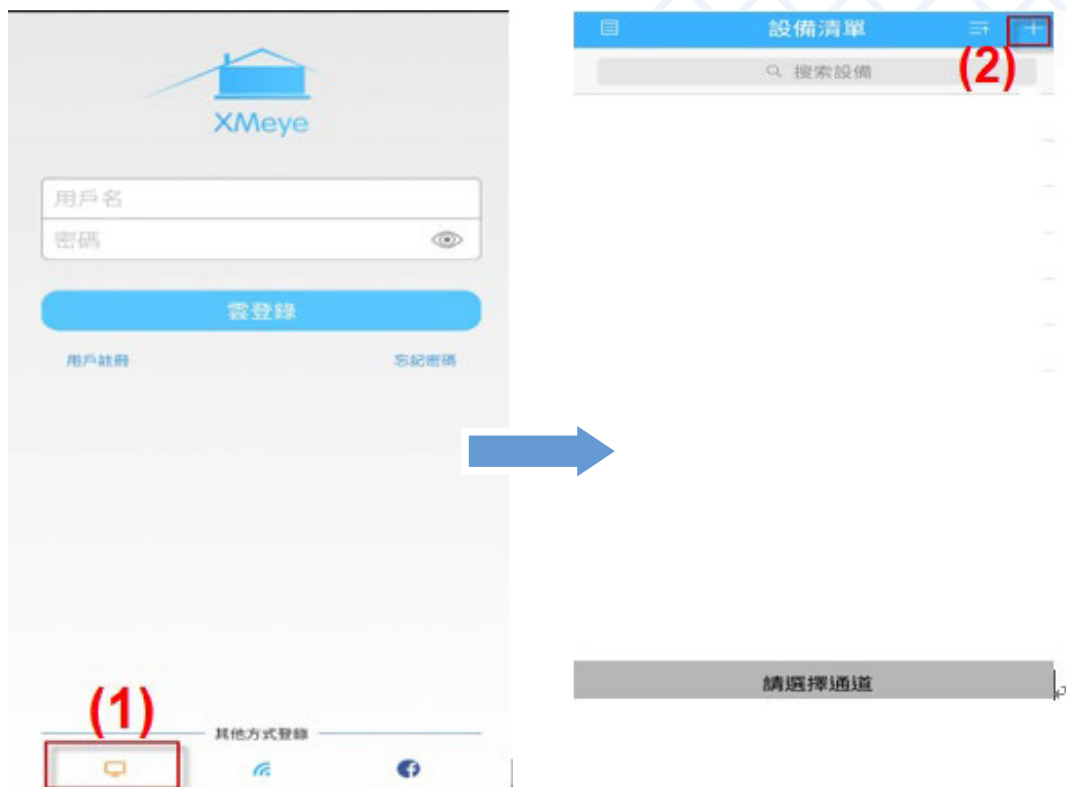 XMeye
用戶名
密碼
雲登錄
用戶註冊
忘記密碼
(1)
其他方式登錄
設備清單
(2)
搜索設備
請選擇通道